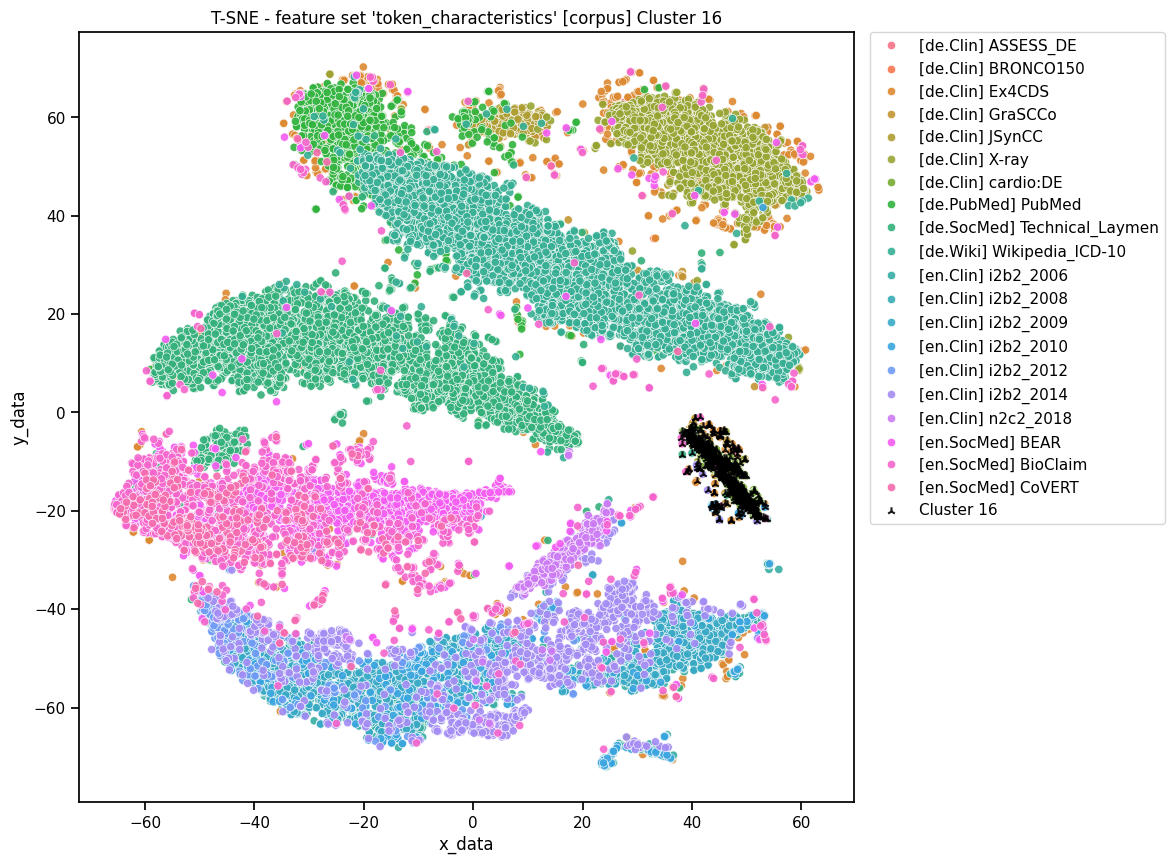 T-SNE - feature set 'token_characteristics' [corpus] Cluster 16
[de.Clin] ASSESS_DE
[de.Clin] BRONCO150
[de.Clin] Ex4CDS
[de.Clin] GraSCCo
[de.Clin] JSynCC
[de.Clin] X-ray
[de.Clin] cardio:DE
[de.PubMed] PubMed
[de.SocMed] Technical_Laymen
[de.Wiki] Wikipedia_ICD-10
[en.Clin] i2b2_2006
[en.Clin] i2b2_2008
[en.Clin] i2b2_2009
[en.Clin] i2b2_2010
[en.Clin] i2b2_2012
[en.Clin] i2b2_2014
[en.Clin] n2c2_2018
[en.SocMed] BEAR
[en.SocMed] BioClaim
[en.SocMed] CoVERT
Cluster 16
y_data
60
40
20
0
−20
−40
−60
−60 −40 −20 0 20 40 60
x_data